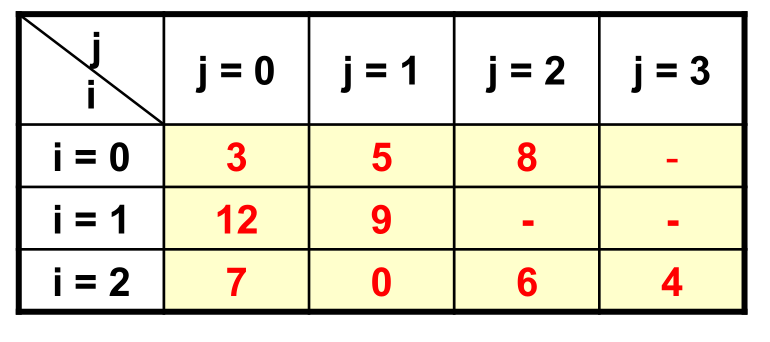 j
i
j = 0 j = 1 j = 2 j = 3
i = 0 3 5 8 -
i = 1 12 9 - -
i = 2 7 0 6 4